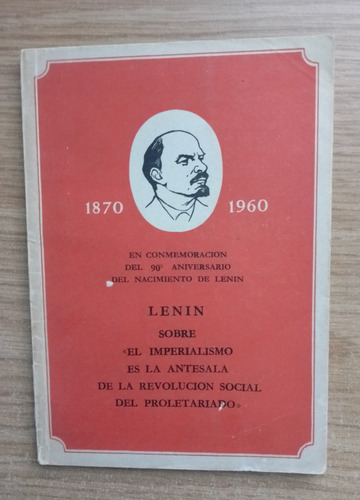 1870 1960
EN CONMEMORACION
DEL 90° ANIVERSARIO
DEL NACIMIENTO DE LENIN
LENIN
SOBRE
«EL IMPERIALISMO
ES LA ANTESALA
DE LA REVOLUCION SOCIAL
DEL PROLETARIADO»